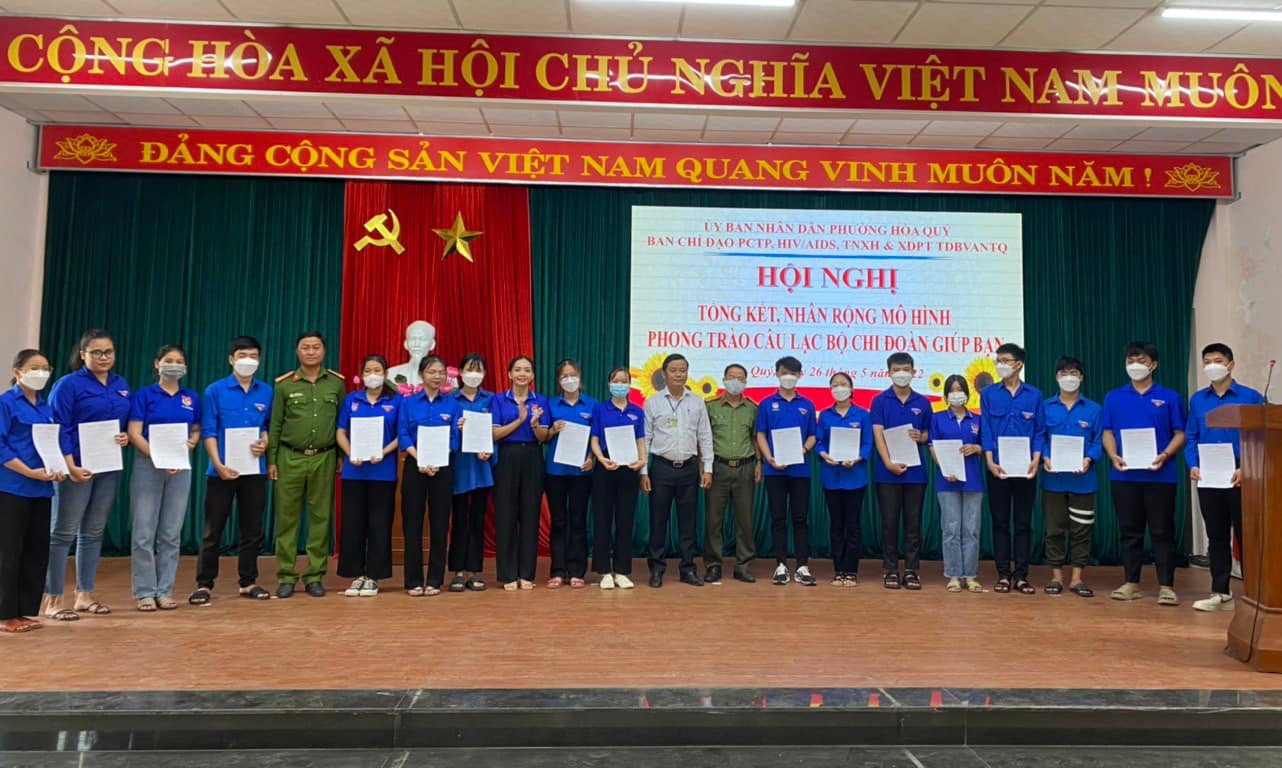 CỘNG HÒA XÃ HỘI CHỦ NGHĨA VIỆT NAM MUÔN
ĐẢNG CỘNG SẢN VIỆT NAM QUANG VINH MUÔN NĂM !
ỦY BAN NHÂN DÂN PHƯỜNG HÒA QUÝ
BAN CHỈ ĐẠO PCTP, HIV/AIDS, TNXH & XDPT TDBVANTQ
HỘI NGHỊ
TỔNG KẾT, NHÂN RỘNG MÔ HÌNH
PHONG TRÀO CÂU LẠC BỘ CHI ĐOÀN GIÚP BẠN
Quý, 26 tháng 5 năm 2022